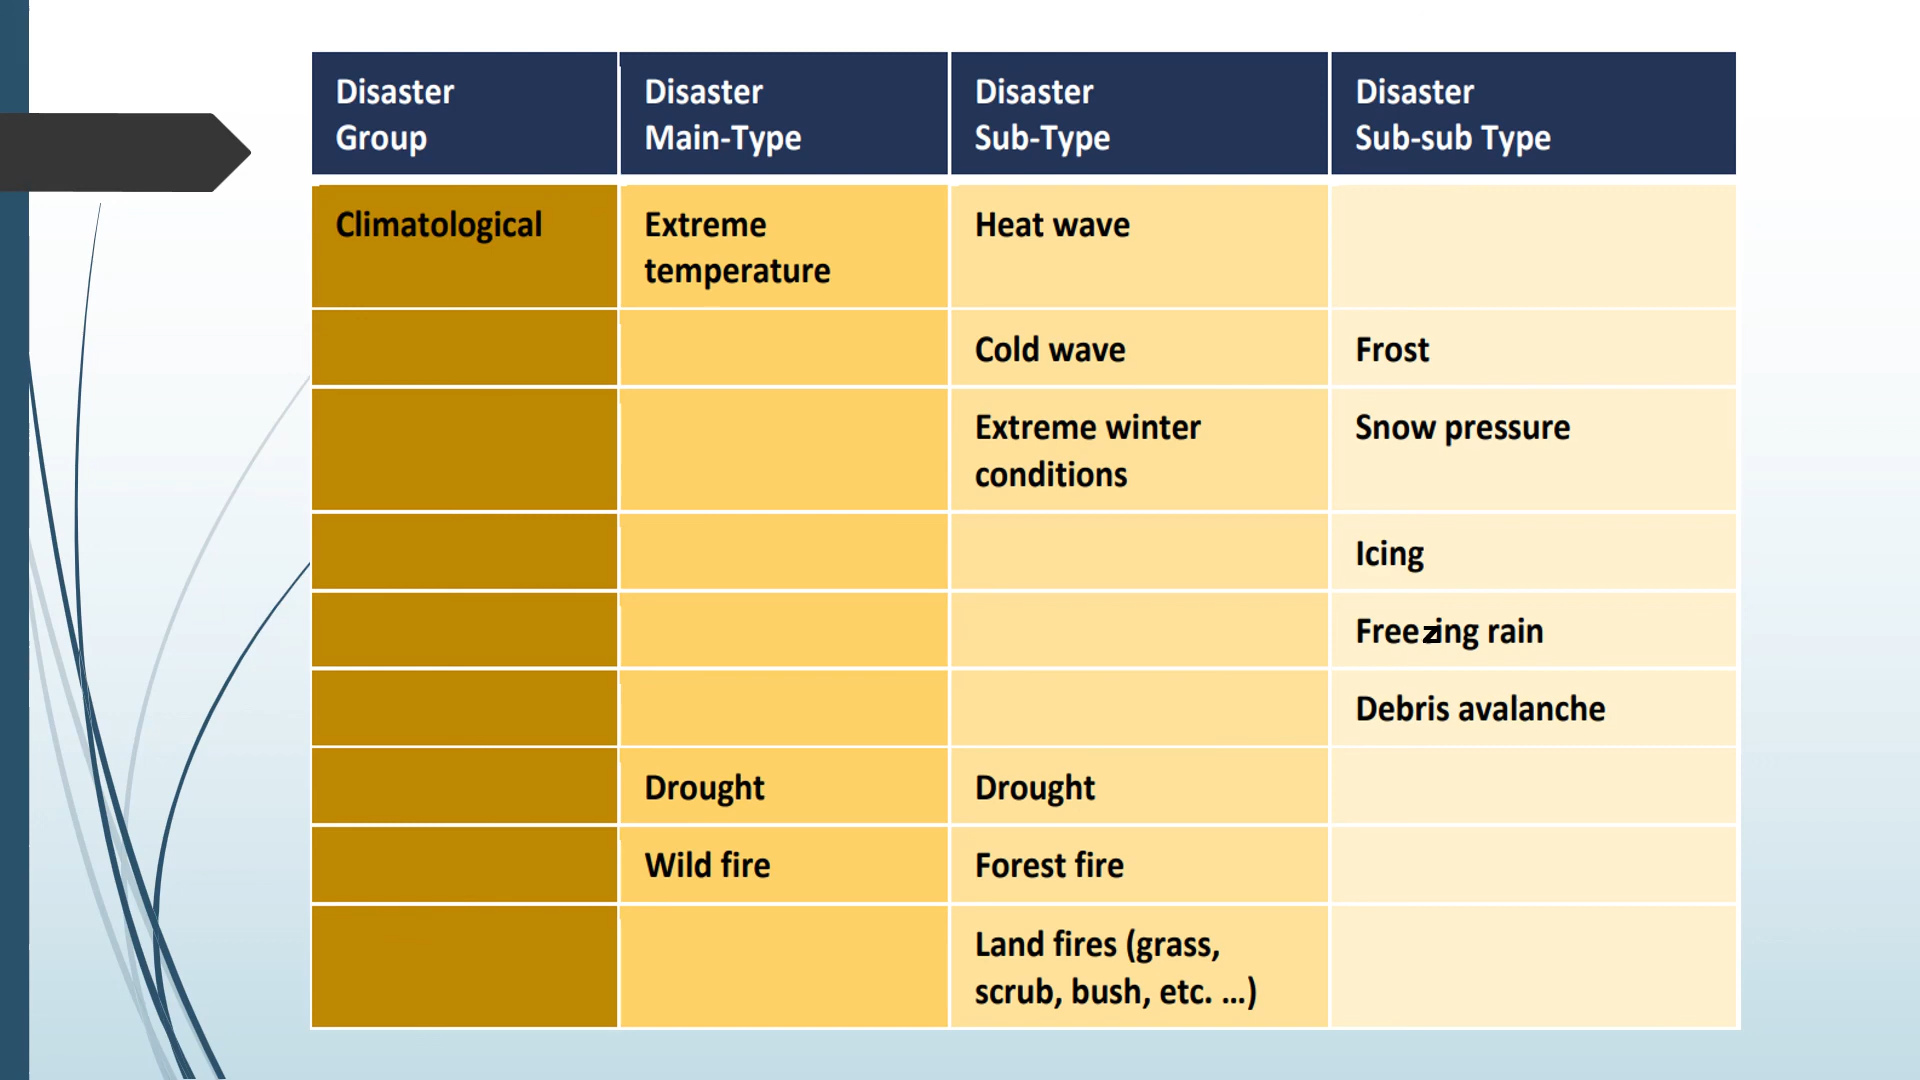 Disaster Group
Disaster Main-Type
Disaster Sub-Type
Disaster Sub-sub Type
Climatological
Extreme temperature
Heat wave
Cold wave
Frost
Extreme winter conditions
Snow pressure
Icing
Freezing rain
Debris avalanche
Drought
Drought
Wild fire
Forest fire
Land fires (grass, scrub, bush, etc. ...)